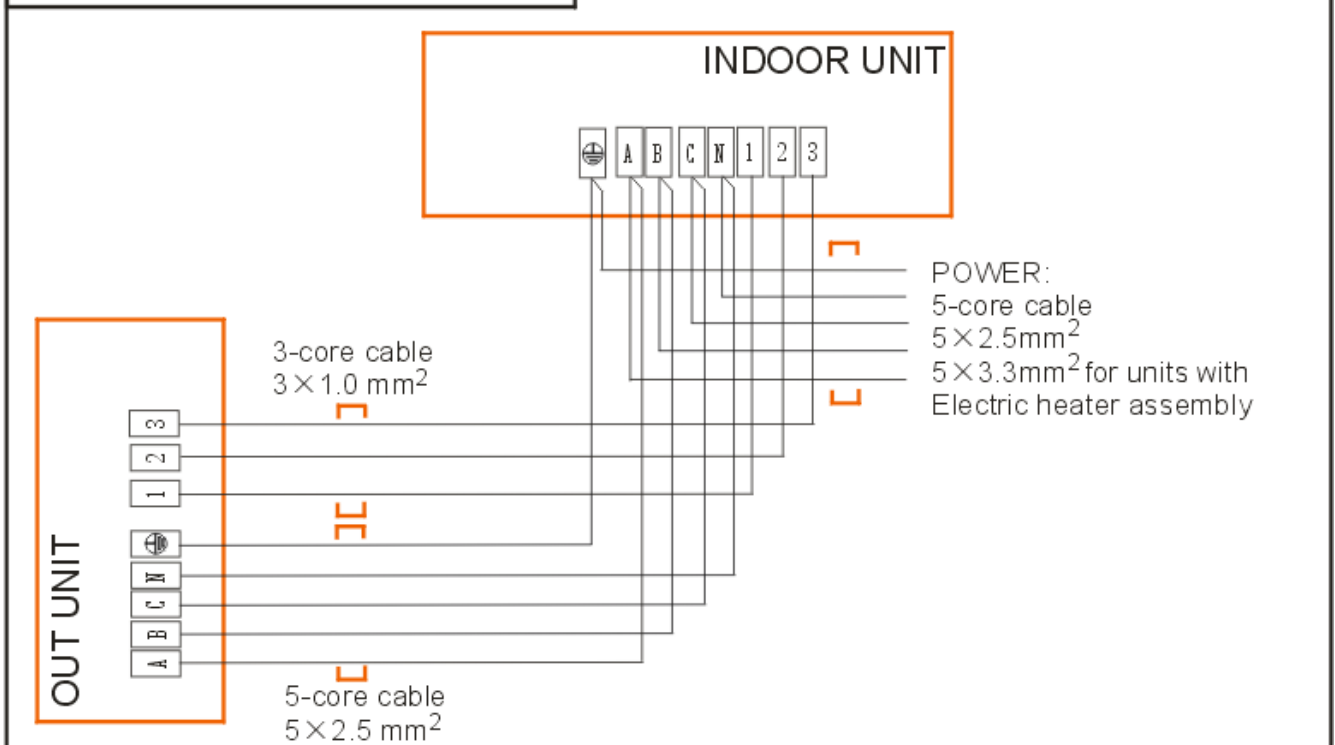 INDOOR UNIT
A B C N 1 2 3
POWER:
5-core cable
5×2.5mm²
5×3.3mm² for units with
Electric heater assembly
3-core cable
3×1.0 mm²
3
2
1
N
C
B
A
OUT UNIT
5-core cable
5×2.5 mm²